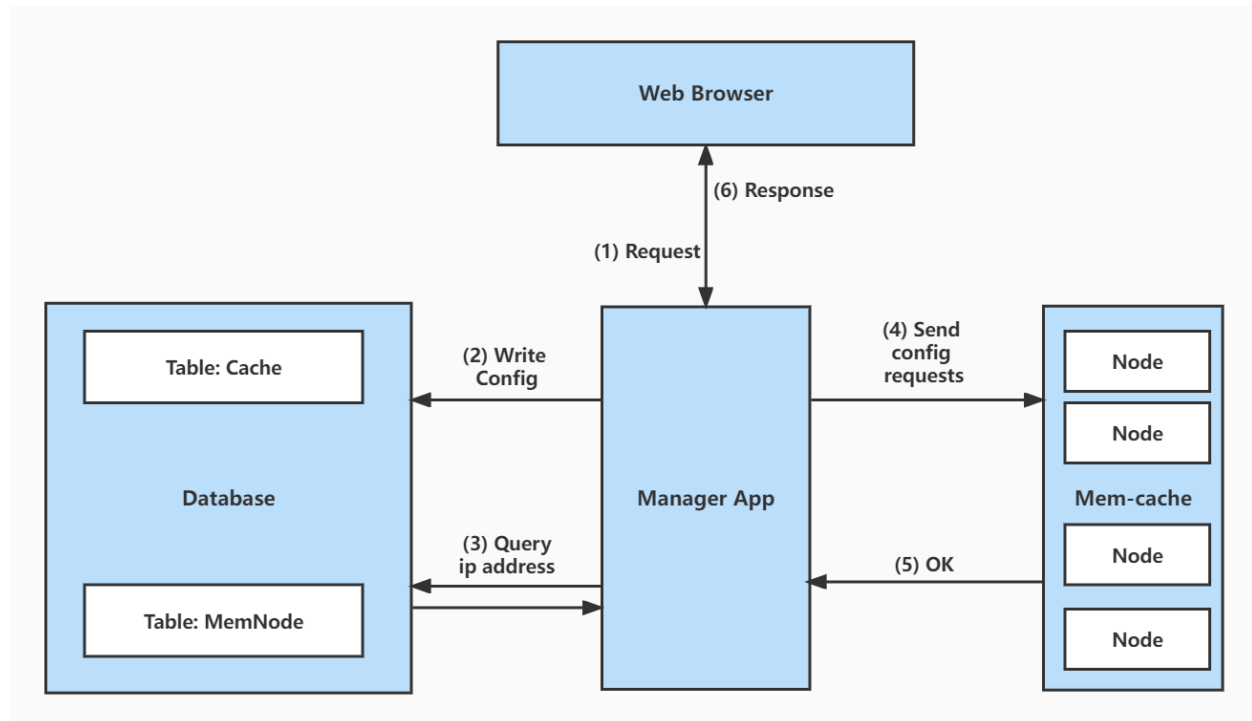 Web Browser
(6) Response
(1) Request
Table: Cache
(2) Write
Config
(4) Send
config
requests
Node
Node
Database
Manager App
Mem-cache
(3) Query
ip address
Node
(5) OK
Table: MemNode
Node